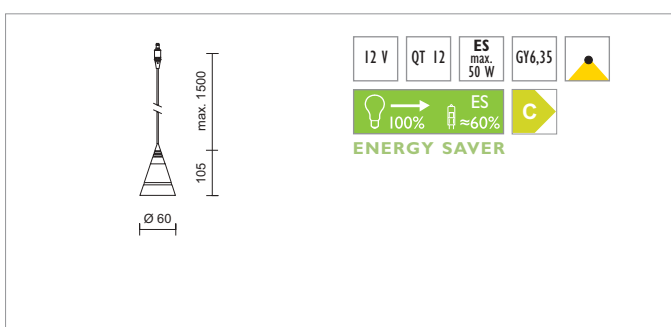 max. 1500
105
Ø 60
12 V
QT 12
ES
max.
50 W
GY6,35
100%
ES
≈60%
C
ENERGY SAVER